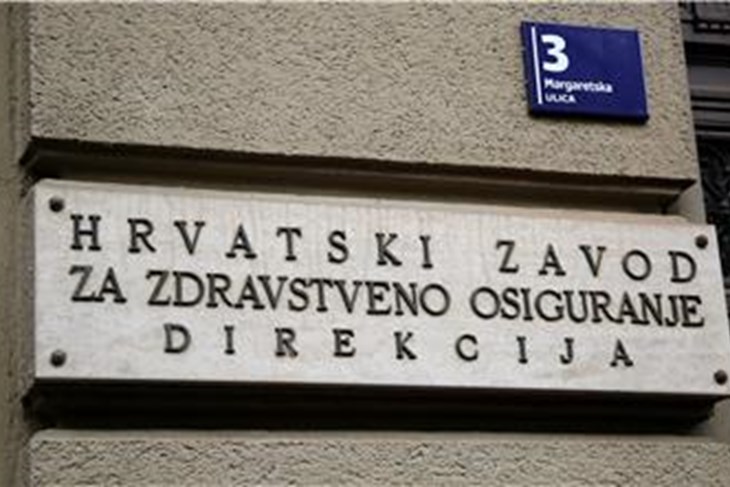 3
Margaretska
ULICA
HRVATSKI ZAVOD
ZA ZDRAVSTVENO OSIGURANJE
DIREKCIJA